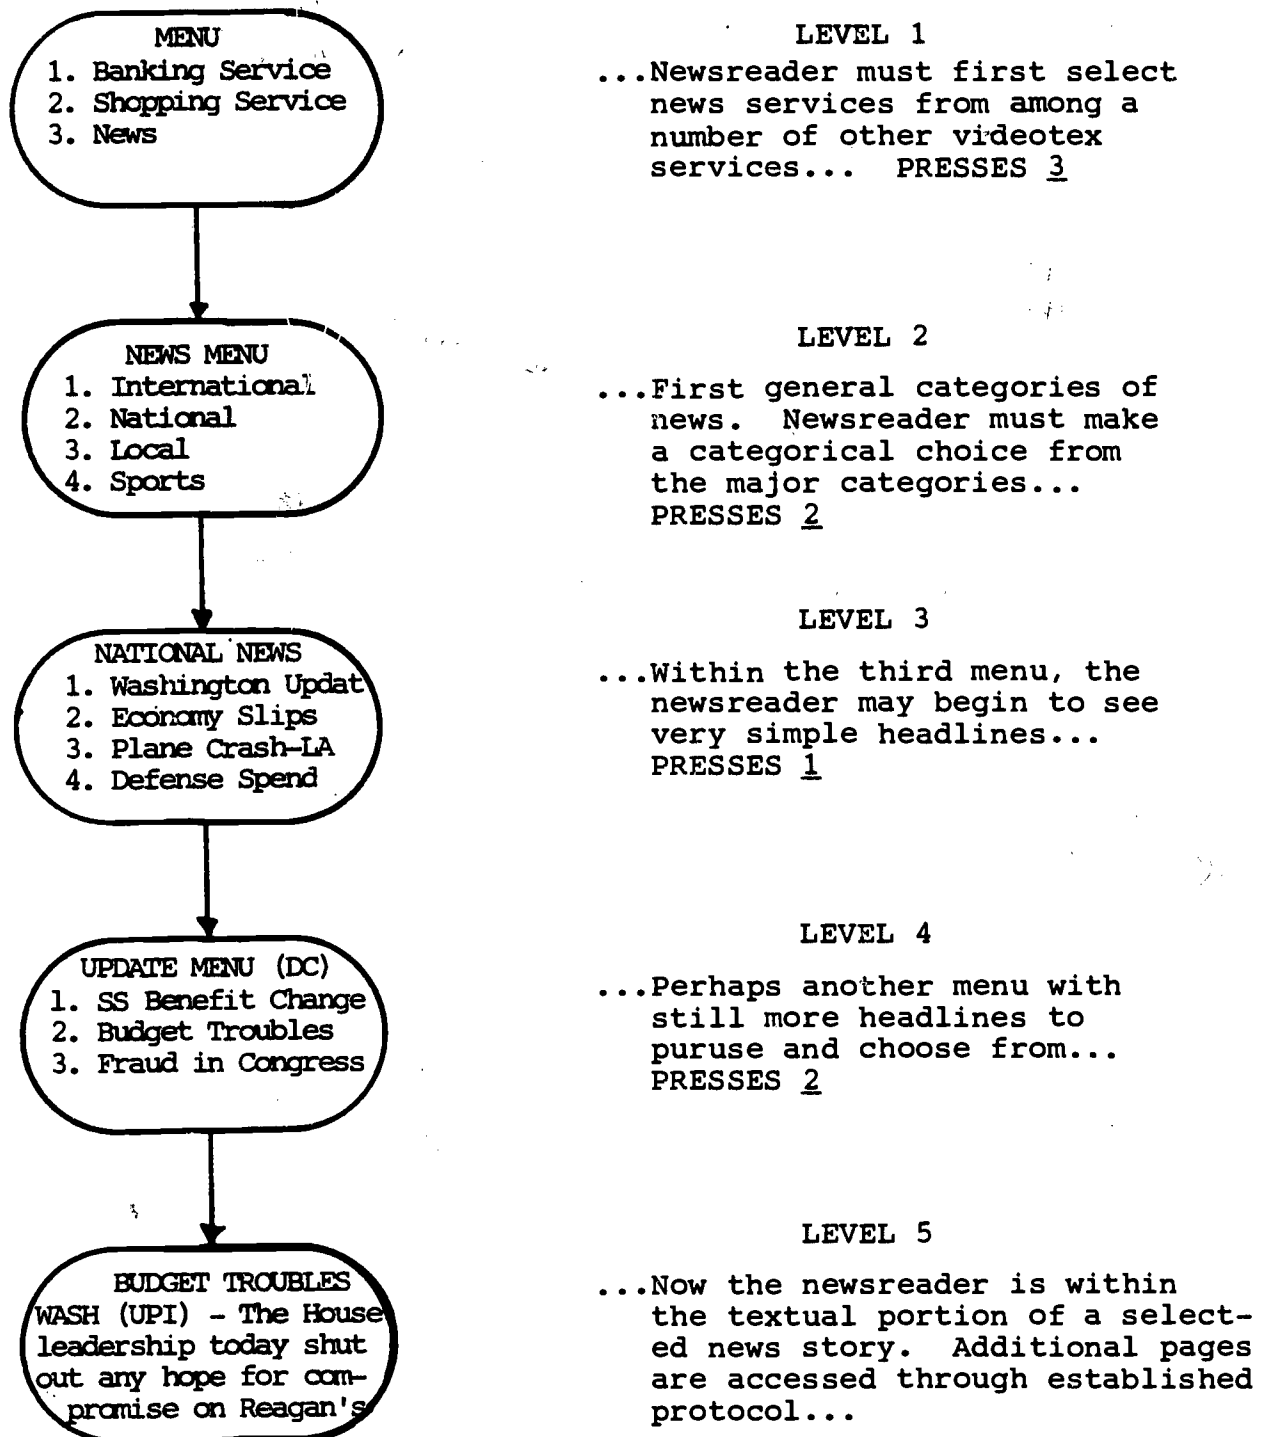 MENU
1. Banking Service
2. Shopping Service
3. News
LEVEL 1
...Newsreader must first select
news services from among a
number of other videotex
services... PRESSES 3
NEWS MENU
1. International
2. National
3. Local
4. Sports
LEVEL 2
...First general categories of
news. Newsreader must make
a categorical choice from
the major categories...
PRESSES 2
NATIONAL NEWS
1. Washington Updat
2. Economy Slips
3. Plane Crash-LA
4. Defense Spend
LEVEL 3
...Within the third menu, the
newsreader may begin to see
very simple headlines...
PRESSES 1
UPDATE MENU (DC)
1. SS Benefit Change
2. Budget Troubles
3. Fraud in Congress
LEVEL 4
...Perhaps another menu with
still more headlines to
puruse and choose from...
PRESSES 2
BUDGET TROUBLES
WASH (UPI) - The House
leadership today shut
out any hope for com-
promise on Reagan's
LEVEL 5
...Now the newsreader is within
the textual portion of a select-
ed news story. Additional pages
are accessed through established
protocol...